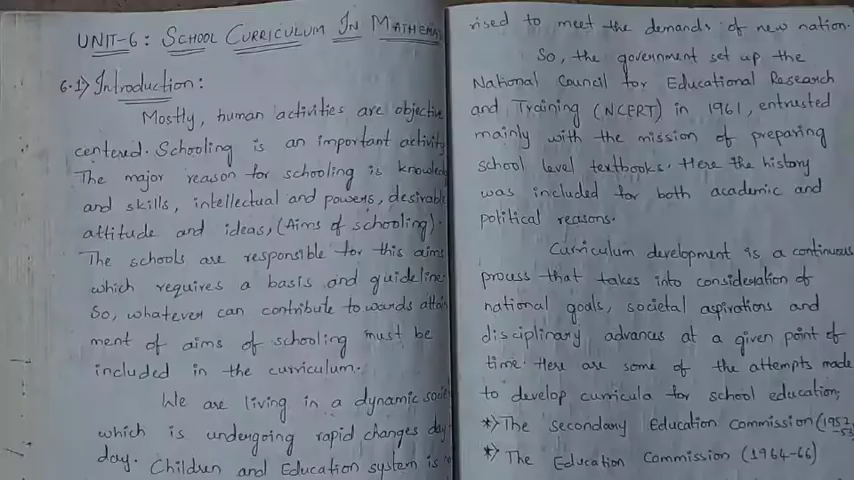 UNIT-6: SCHOOL CURRICULUM IN MATHEMA
6.1) Introduction:
Mostly, human activities are objective
centered. Schooling is an important activity
The major reason for schooling is knowled
and skills, intellectual and powers, desirable
attitude and ideas, (Aims of schooling).
The schools are responsible for this aims
which requires a basis and guideline
So, whatever can contribute towards attain
ment of aims of schooling must be
included in the curriculum.
We are living in a dynamic socie
which is undergoing rapid changes day
day. Children and Education system is
rised to meet the demands of new nation.
So, the government set up the
National Council for Educational Research
and Training (NCERT) in 1961, entrusted
mainly with the mission of preparing
school level textbooks. Here the history
was included for both academic and
political reasons.
Curriculum development is a continuous
process that takes into consideration of
national goals, societal aspirations and
disciplinary advances at a given point of
time. Here are some of the attempts made
to develop curricula for school education;
*) The secondary Education Commission (1952
-53
*) The Education Commission (1964-66)